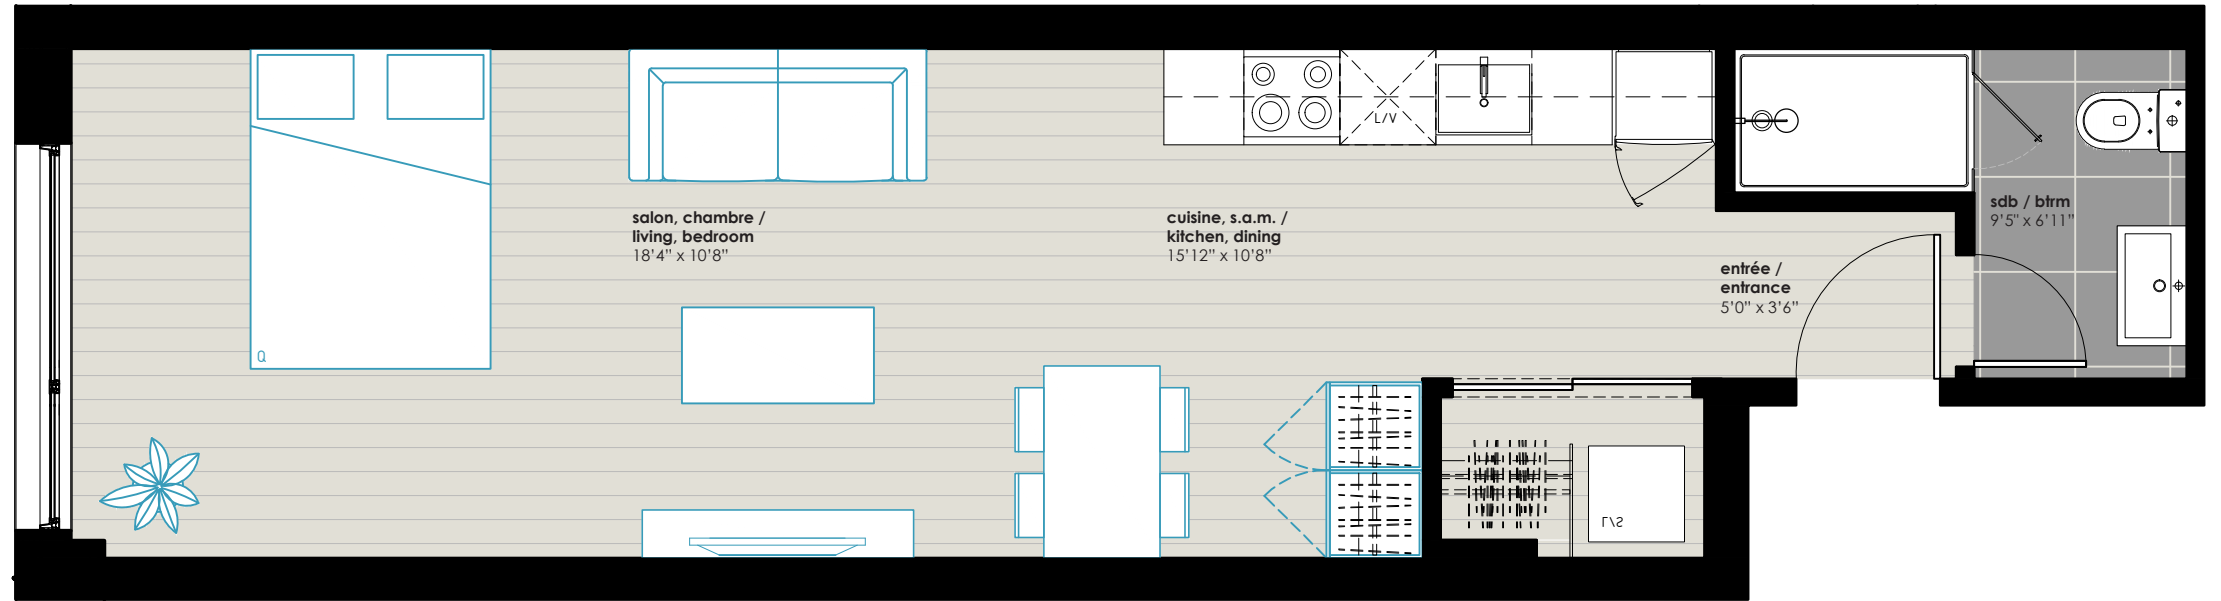 L/V
sdb / btrm
9'5" x 6'11"
salon, chambre /
living, bedroom
18'4" x 10'8"
cuisine, s.a.m. /
kitchen, dining
15'12" x 10'8"
entrée /
entrance
5'0" x 3'6"
Q
L/S